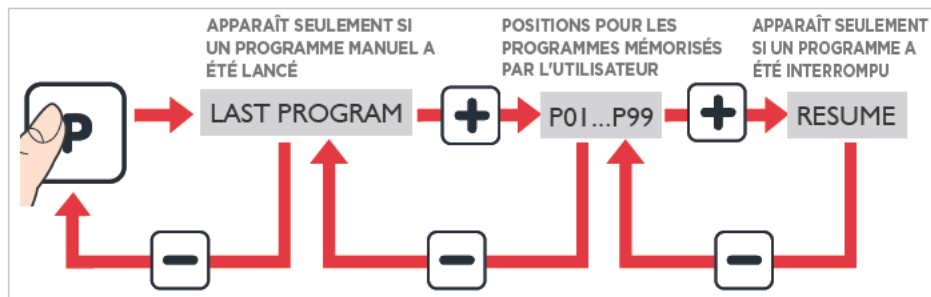 APPARAÎT SEULEMENT SI
UN PROGRAMME MANUEL A
ÉTÉ LANCÉ
POSITIONS POUR LES
PROGRAMMES MÉMORISÉS
PAR L'UTILISATEUR
APPARAÎT SEULEMENT
SI UN PROGRAMME A
ÉTÉ INTERROMPU
P
LAST PROGRAM
+
P01...P99
+
RESUME
−
−
−